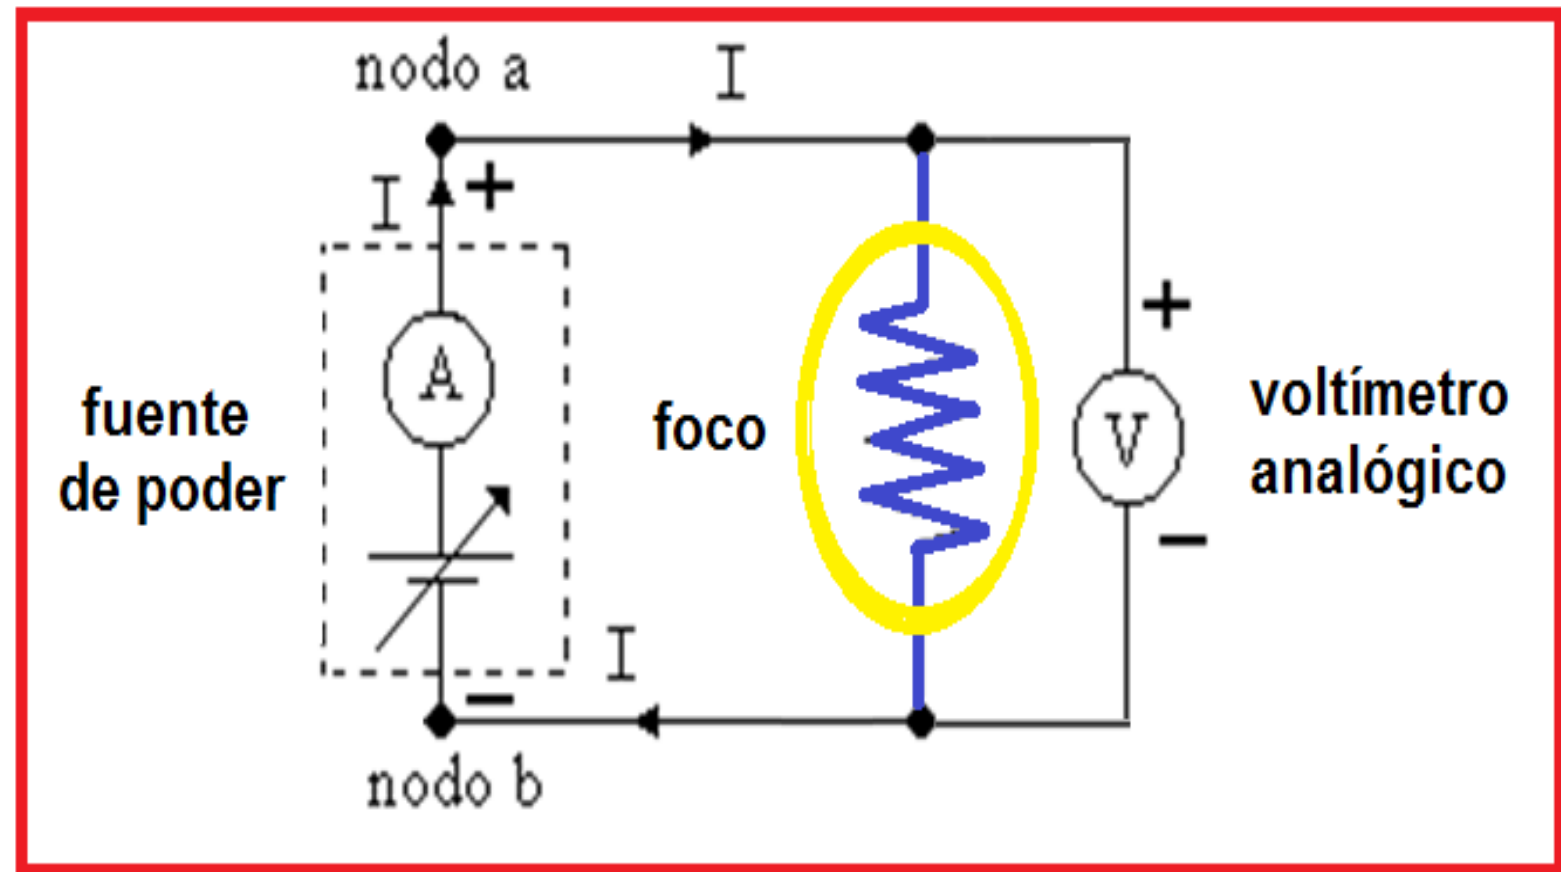 nodo a
I
I
+
A
fuente
de poder
foco
+
V
voltímetro
analógico
−
I
−
nodo b